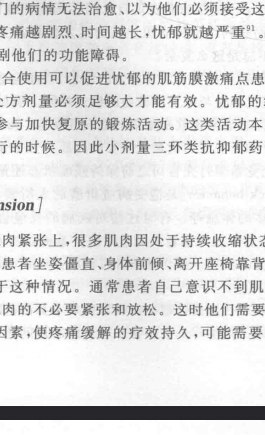 们的病情无法治愈、以为他们必须接受这
疼痛越剧烈、时间越长,忧郁就越严重⁹¹。
剧他们的功能障碍。
合使用可以促进忧郁的肌筋膜激痛点患
处方剂量必须足够大才能有效。忧郁的
参与加快复原的锻炼活动。这类活动本
行的时候。因此小剂量三环类抗抑郁药
nsion]
肉紧张上,很多肌肉因处于持续收缩状态
患者坐姿僵直、身体前倾、离开座椅靠背
于这种情况。通常患者自己意识不到肌
肉的不必要紧张和放松。这时他们需要
因素,使疼痛缓解的疗效持久,可能需要